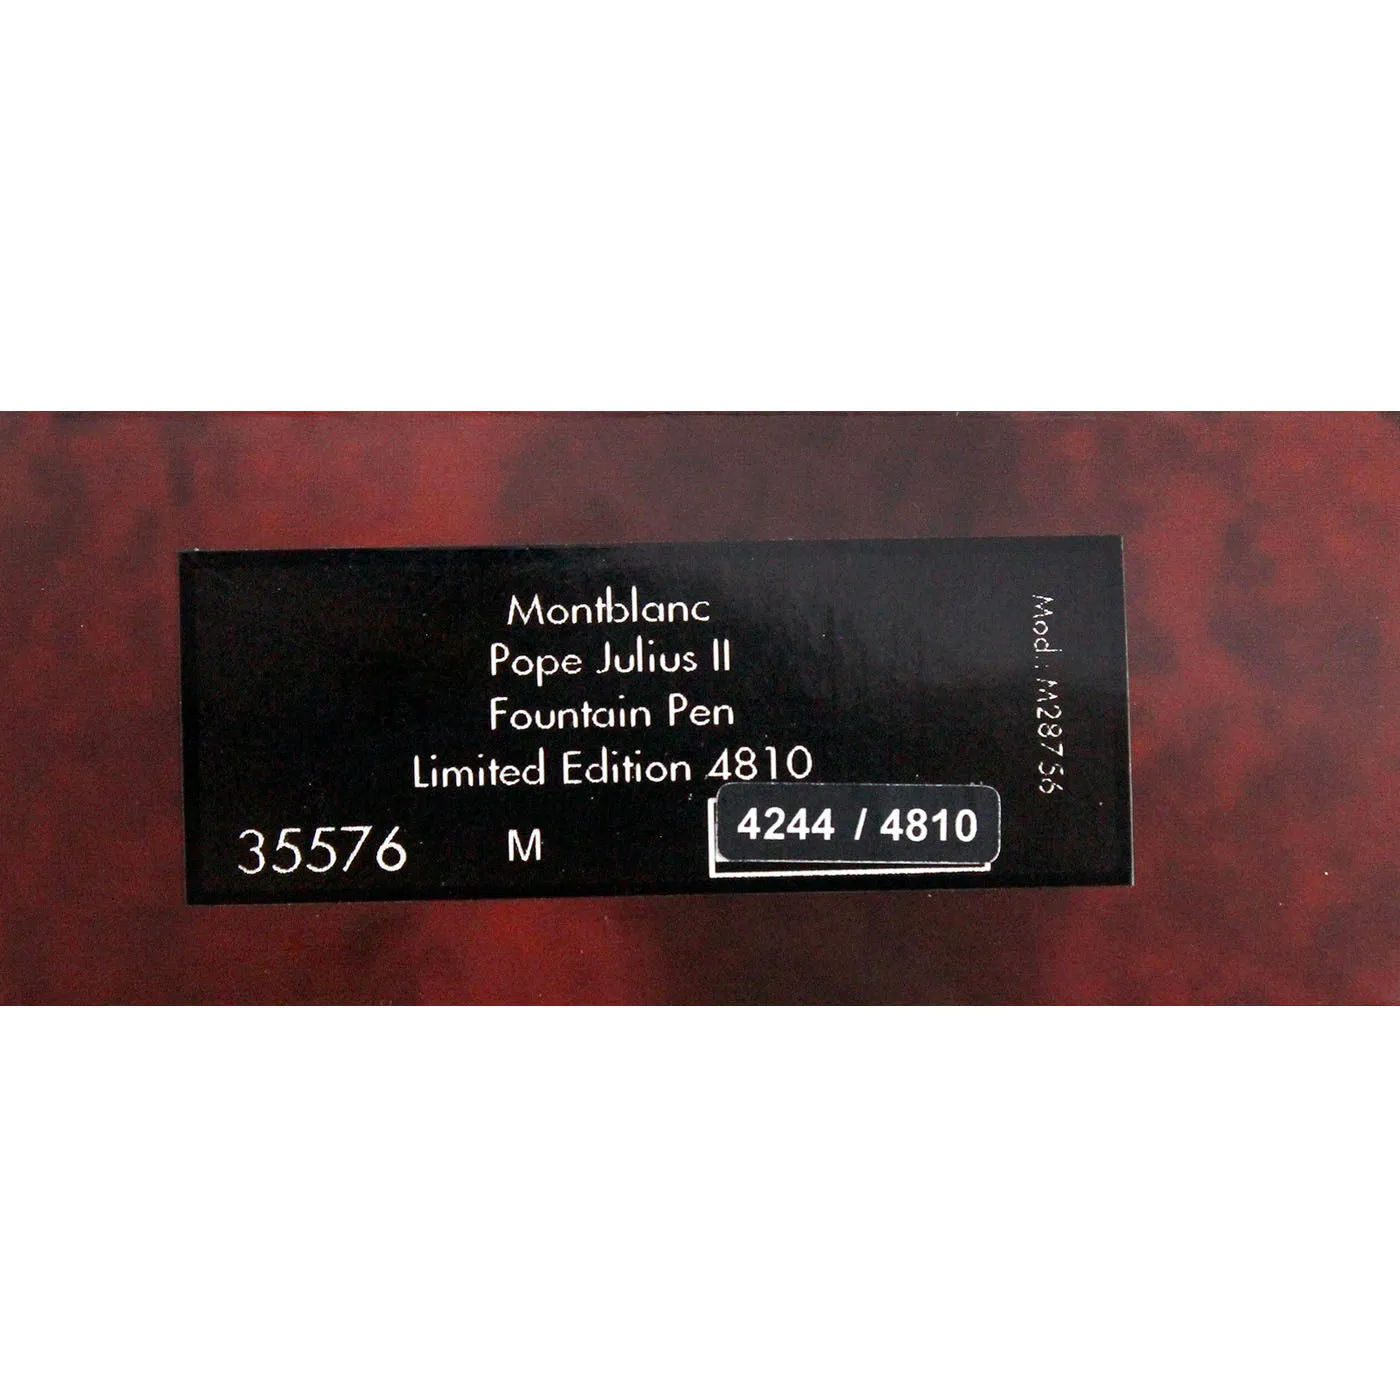 Montblanc
Pope Julius II
Fountain Pen
Limited Edition 4810
4244 / 4810
35576 M
Mod.: M28756